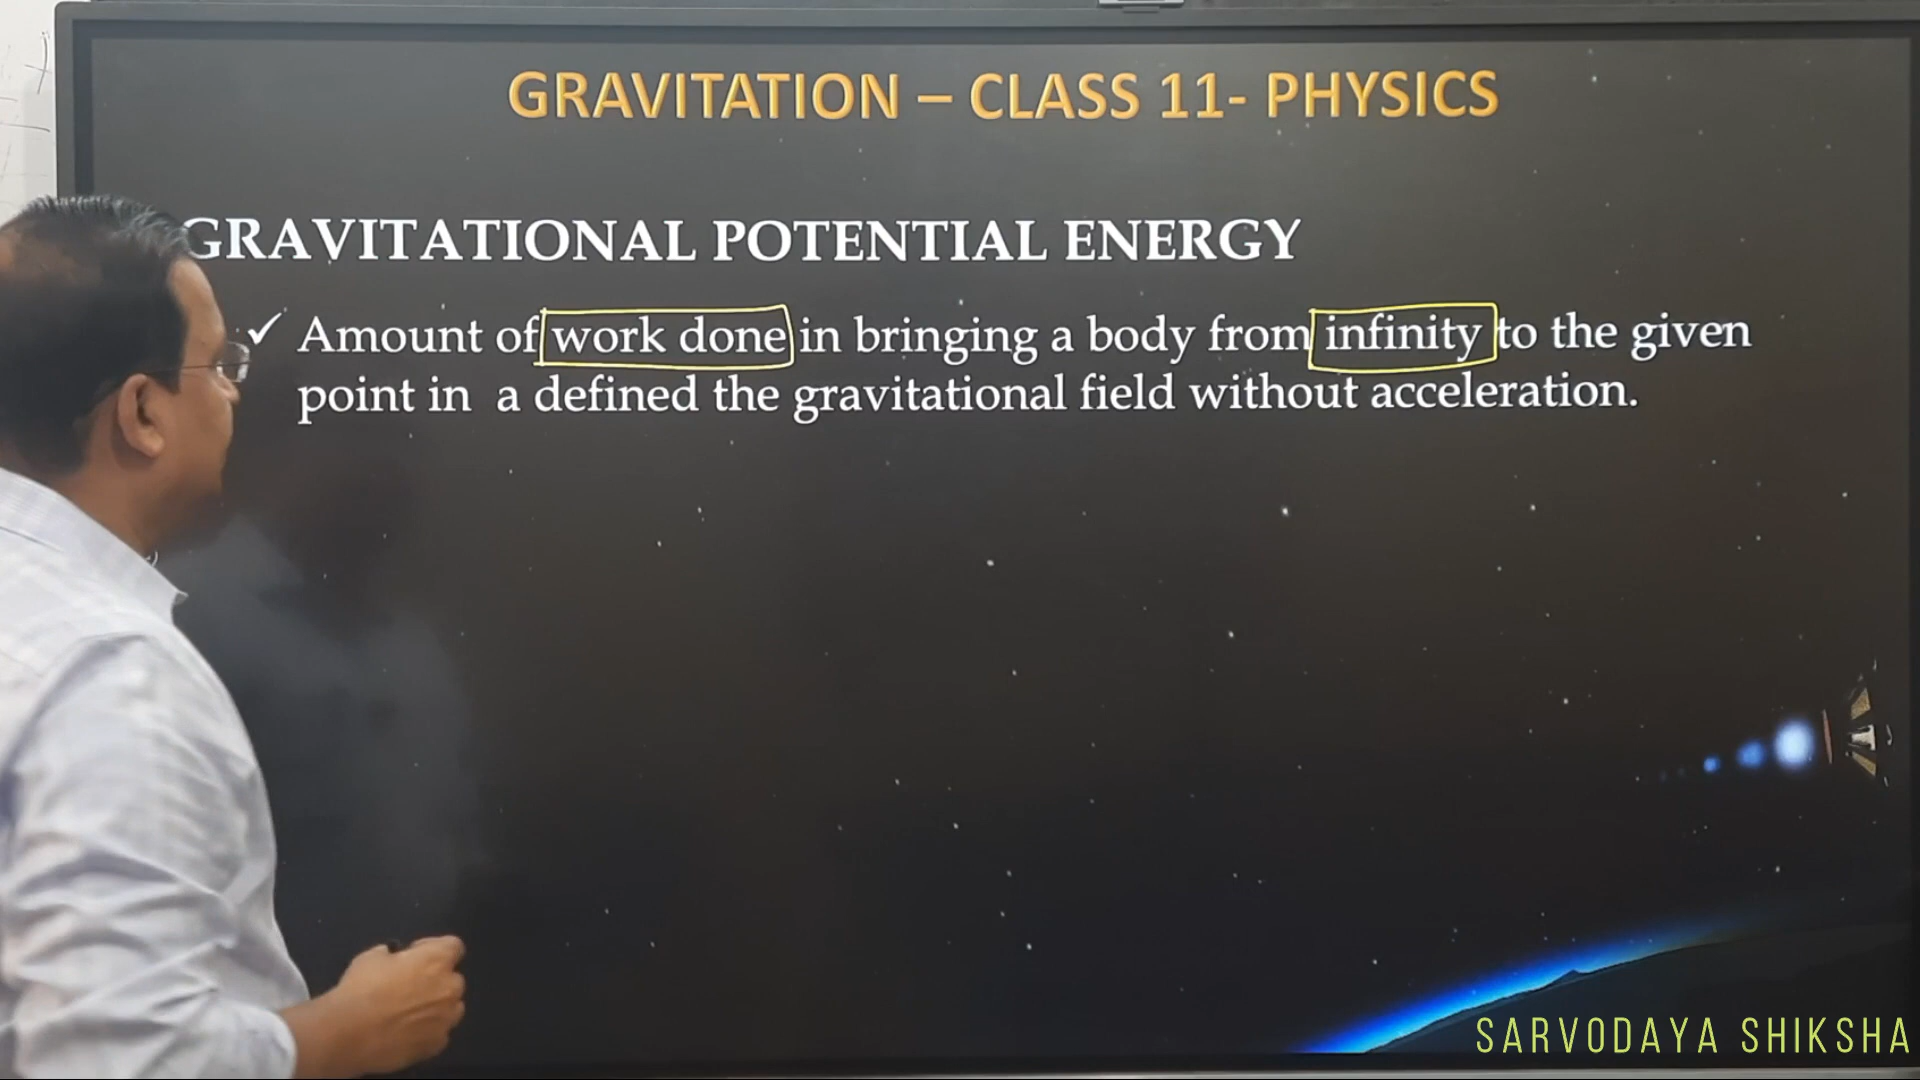 GRAVITATION – CLASS 11- PHYSICS
GRAVITATIONAL POTENTIAL ENERGY
✓ Amount of work done in bringing a body from infinity to the given
point in a defined the gravitational field without acceleration.
SARVODAYA SHIKSHA